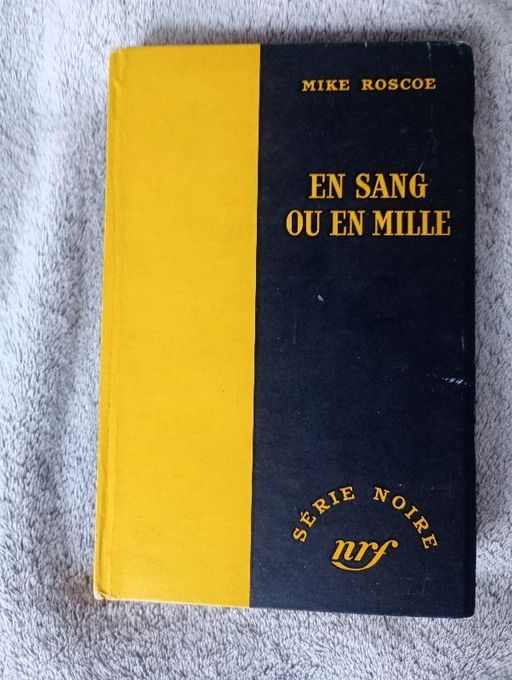 MIKE ROSCOE
EN SANG
OU EN MILLE
SÉRIE NOIRE
nrf